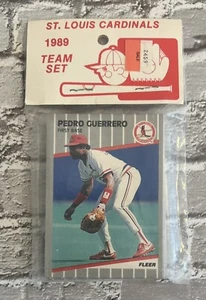 ST. LOUIS CARDINALS
1989
TEAM
SET
PEDRO GUERRERO
FIRST BASE
FLEER